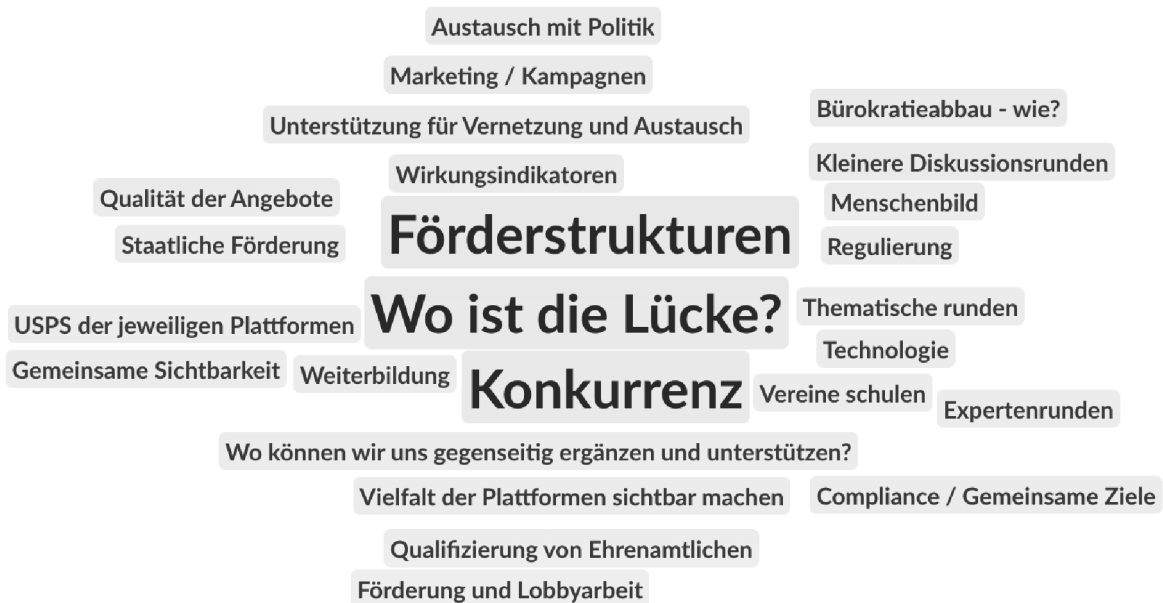 Austausch mit Politik
Marketing / Kampagnen
Bürokratieabbau - wie?
Unterstützung für Vernetzung und Austausch
Kleinere Diskussionsrunden
Wirkungsindikatoren
Qualität der Angebote
Menschenbild
Förderstrukturen
Staatliche Förderung
Regulierung
Thematische runden
Wo ist die Lücke?
USPS der jeweiligen Plattformen
Technologie
Gemeinsame Sichtbarkeit
Weiterbildung
Konkurrenz
Vereine schulen
Expertenrunden
Wo können wir uns gegenseitig ergänzen und unterstützen?
Vielfalt der Plattformen sichtbar machen
Compliance / Gemeinsame Ziele
Qualifizierung von Ehrenamtlichen
Förderung und Lobbyarbeit